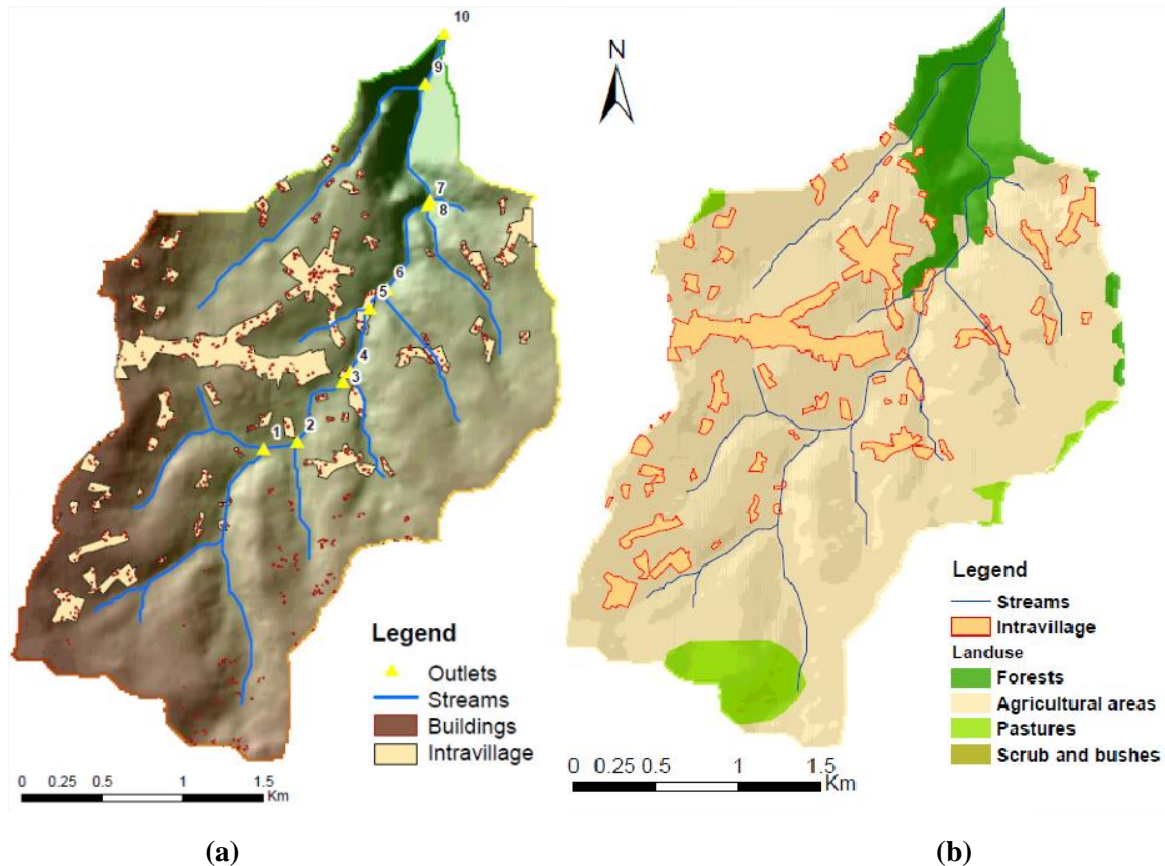 10
9
7
8
6
5
4
3
2
1
Legend
Outlets
Streams
Buildings
Intravillage
0 0.25 0.5 1 1.5
Km
(a)
N
Legend
Streams
Intravillage
Landuse
Forests
Agricultural areas
Pastures
Scrub and bushes
0 0.25 0.5 1 1.5
Km
(b)